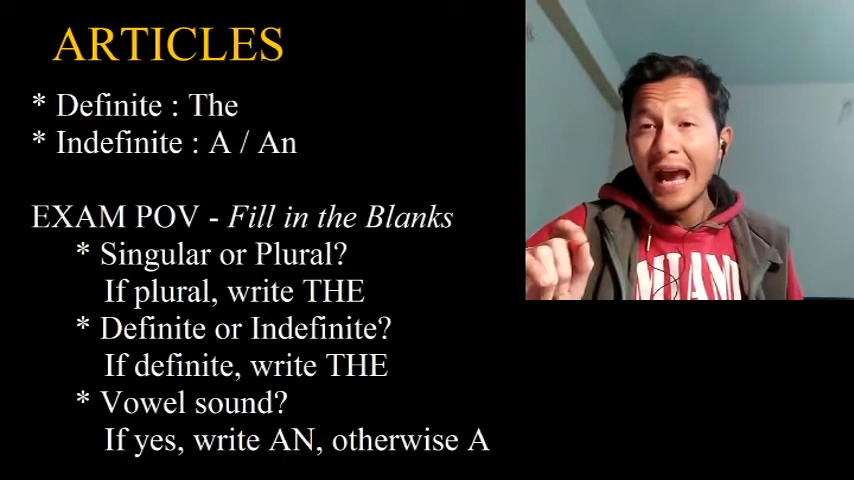 ARTICLES
* Definite : The
* Indefinite : A / An
EXAM POV - Fill in the Blanks
* Singular or Plural?
If plural, write THE
* Definite or Indefinite?
If definite, write THE
* Vowel sound?
If yes, write AN, otherwise A